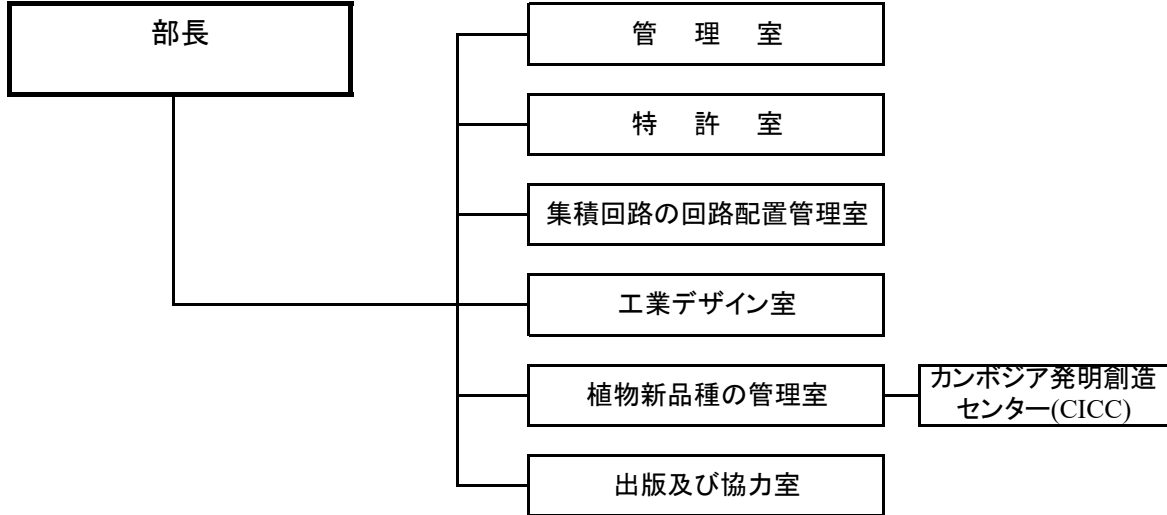 部長
管 理 室
特 許 室
集積回路の回路配置管理室
工業デザイン室
植物新品種の管理室
カンボジア発明創造
センター(CICC)
出版及び協力室